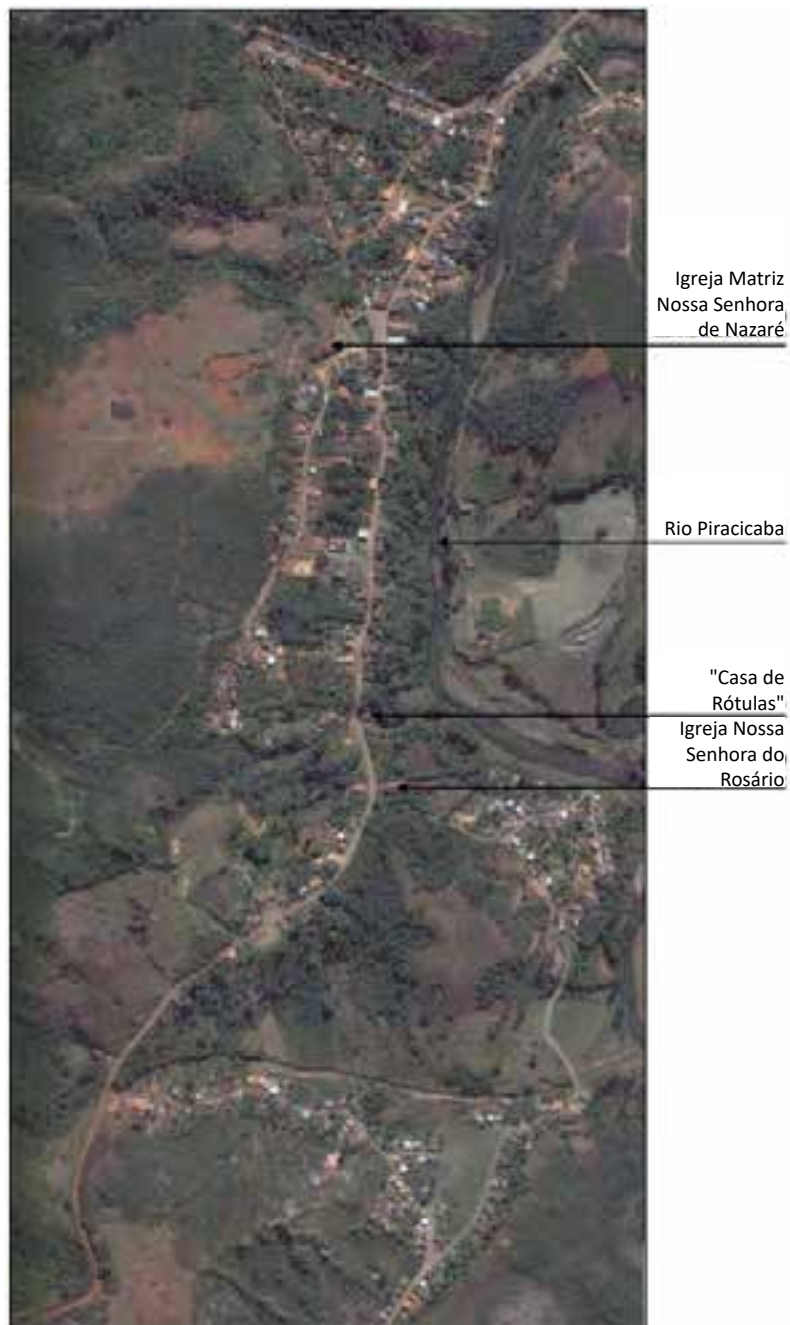 Igreja Matriz
Nossa Senhora
de Nazaré
Rio Piracicaba
"Casa de
Rótulas"
Igreja Nossa
Senhora do
Rosário